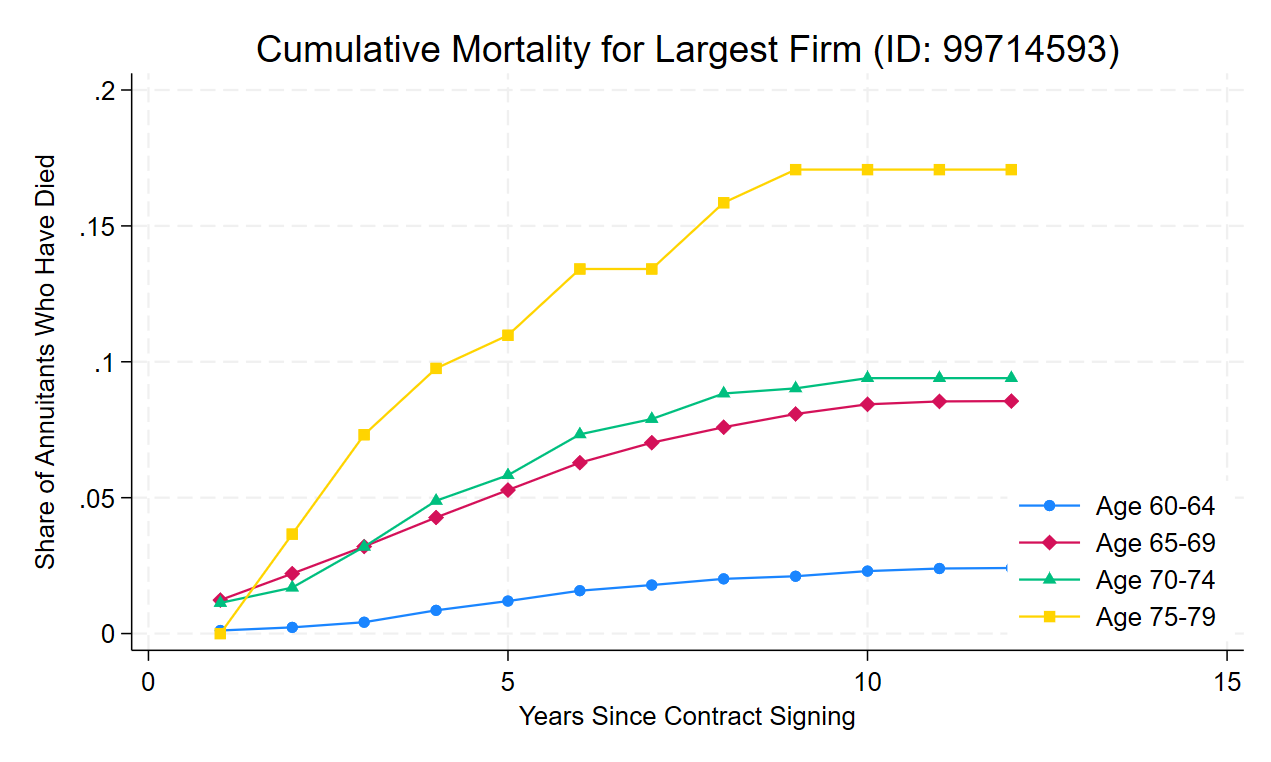 Cumulative Mortality for Largest Firm (ID: 99714593)
Share of Annuitants Who Have Died
.2
.15
.1
.05
0
0 5 10 15
Years Since Contract Signing
Age 60-64
Age 65-69
Age 70-74
Age 75-79